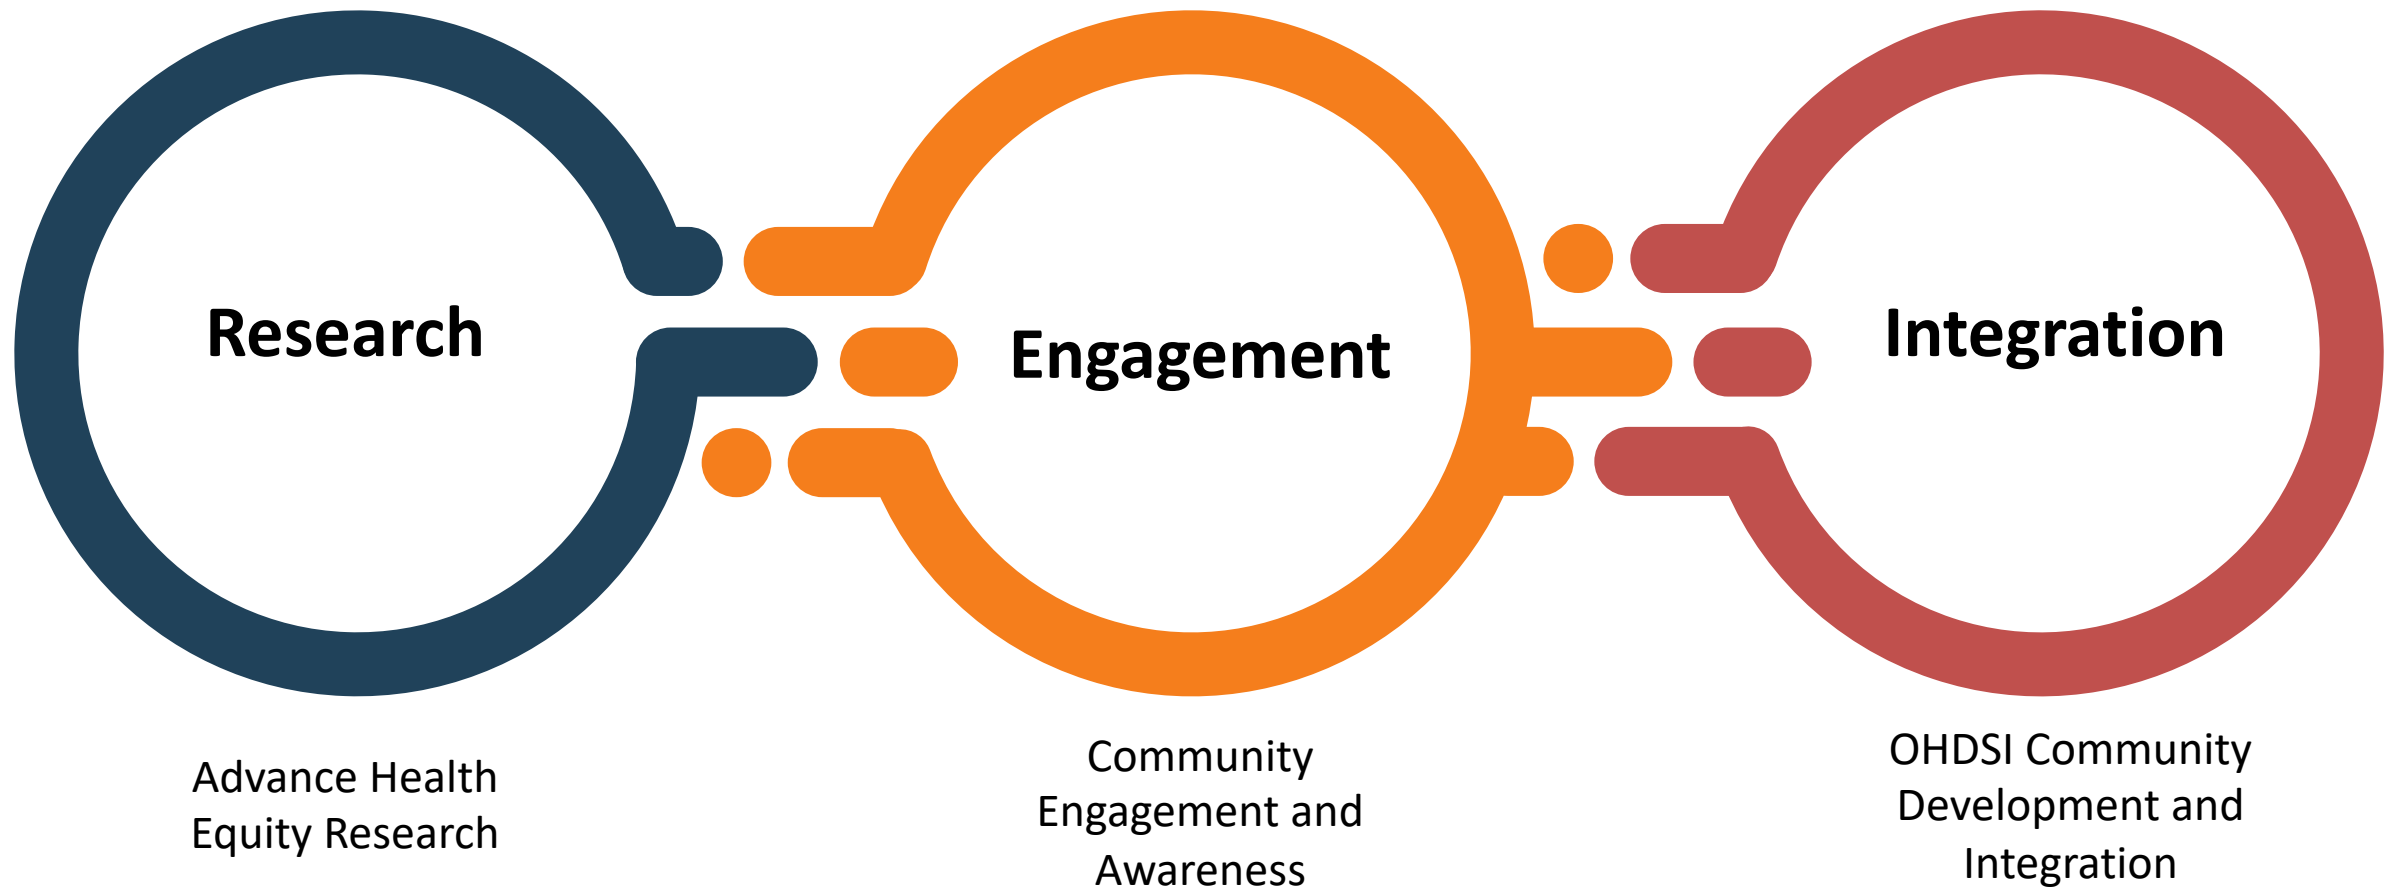 Research
Engagement
Integration
Advance Health
Equity Research
Community
Engagement and
Awareness
OHDSI Community
Development and
Integration